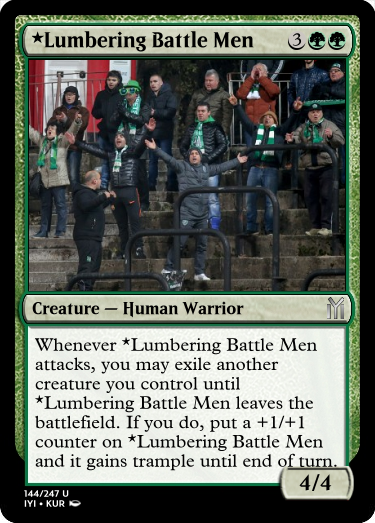 *Lumbering Battle Men 3
Creature — Human Warrior
Whenever *Lumbering Battle Men
attacks, you may exile another
creature you control until
*Lumbering Battle Men leaves the
battlefield. If you do, put a +1/+1
counter on *Lumbering Battle Men
and it gains trample until end of turn.
4/4
144/247 U
IYI • KUR